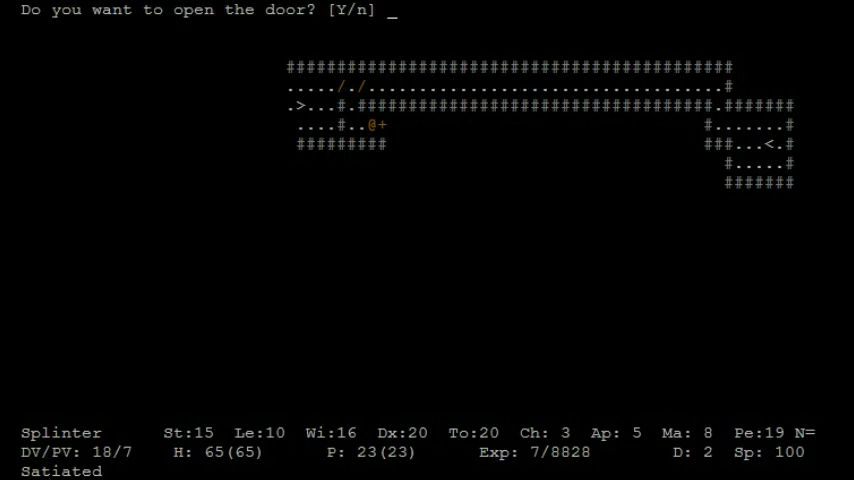 Do you want to open the door? [Y/n] _
##############################################
...../././.....................................#
.>...#.#####################################.#######
....#..@+ #.......#
######### ###...<.#
#.....#
#######
Splinter St:15 Le:10 Wi:16 Dx:20 To:20 Ch: 3 Ap: 5 Ma: 8 Pe:19 N=
DV/PV: 18/7 H: 65(65) P: 23(23) Exp: 7/8828 D: 2 Sp: 100
Satiated